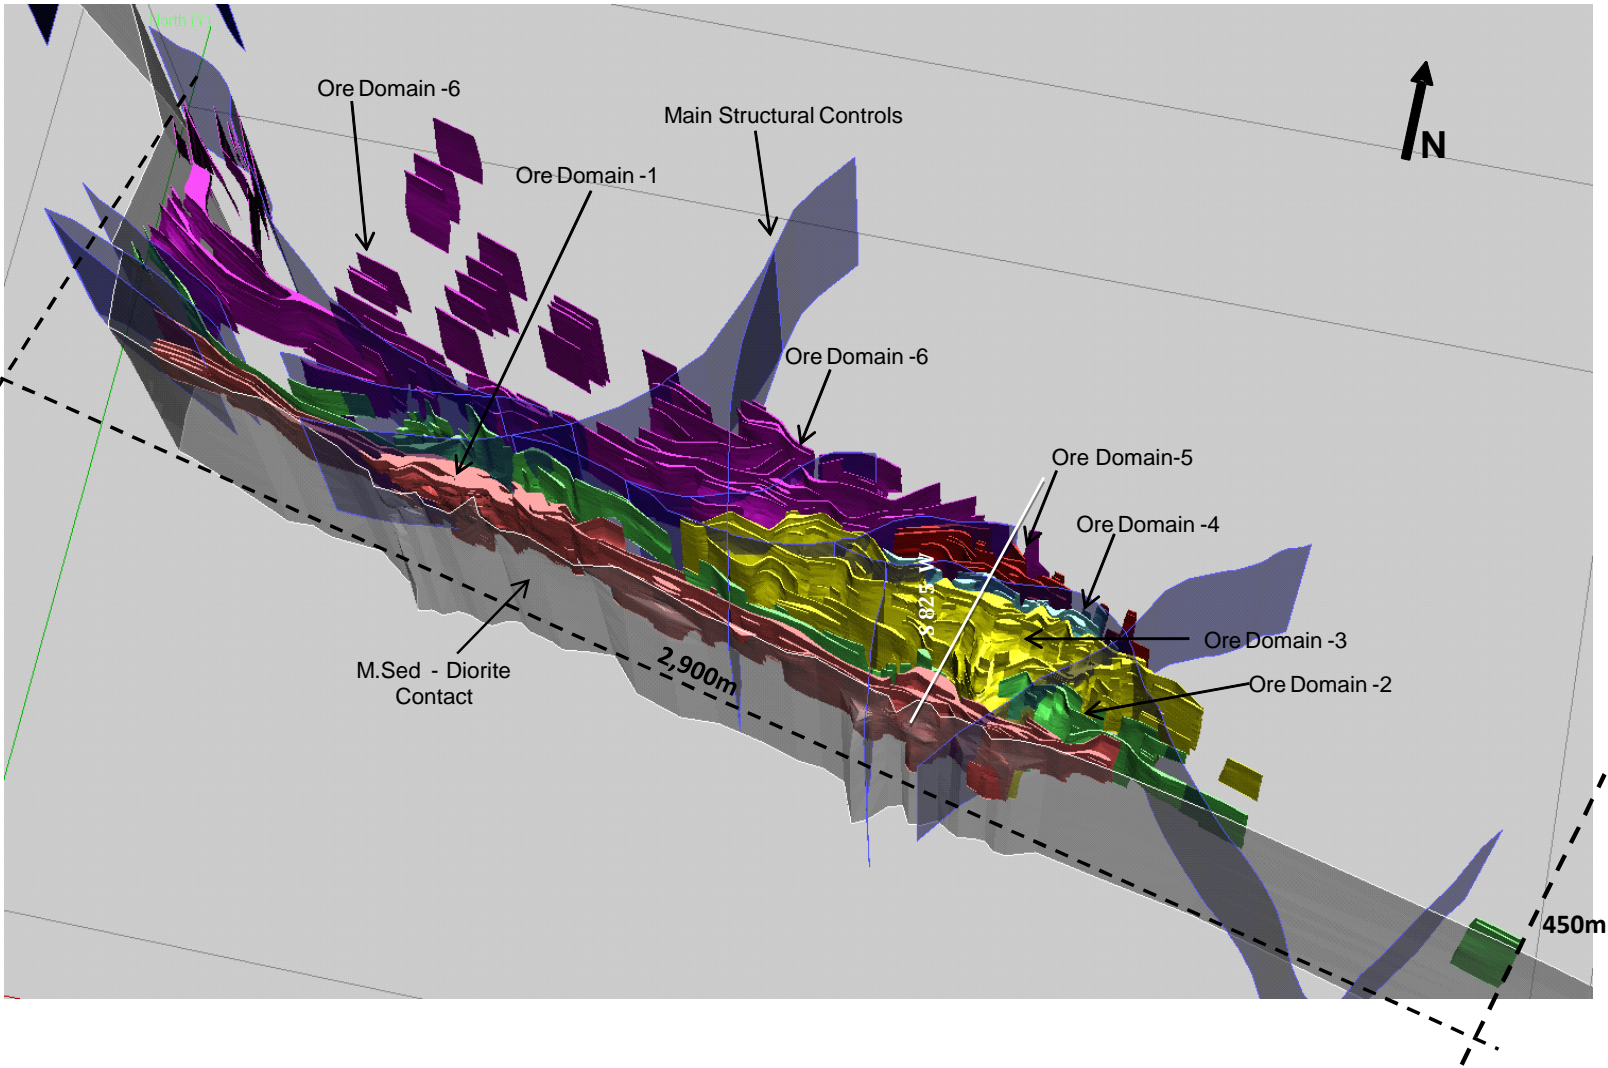 North (Y)
Ore Domain -6
Main Structural Controls
N
Ore Domain -1
Ore Domain -6
Ore Domain-5
Ore Domain -4
S 825 W
Ore Domain -3
M.Sed - Diorite
Contact
2,900m
Ore Domain -2
450m